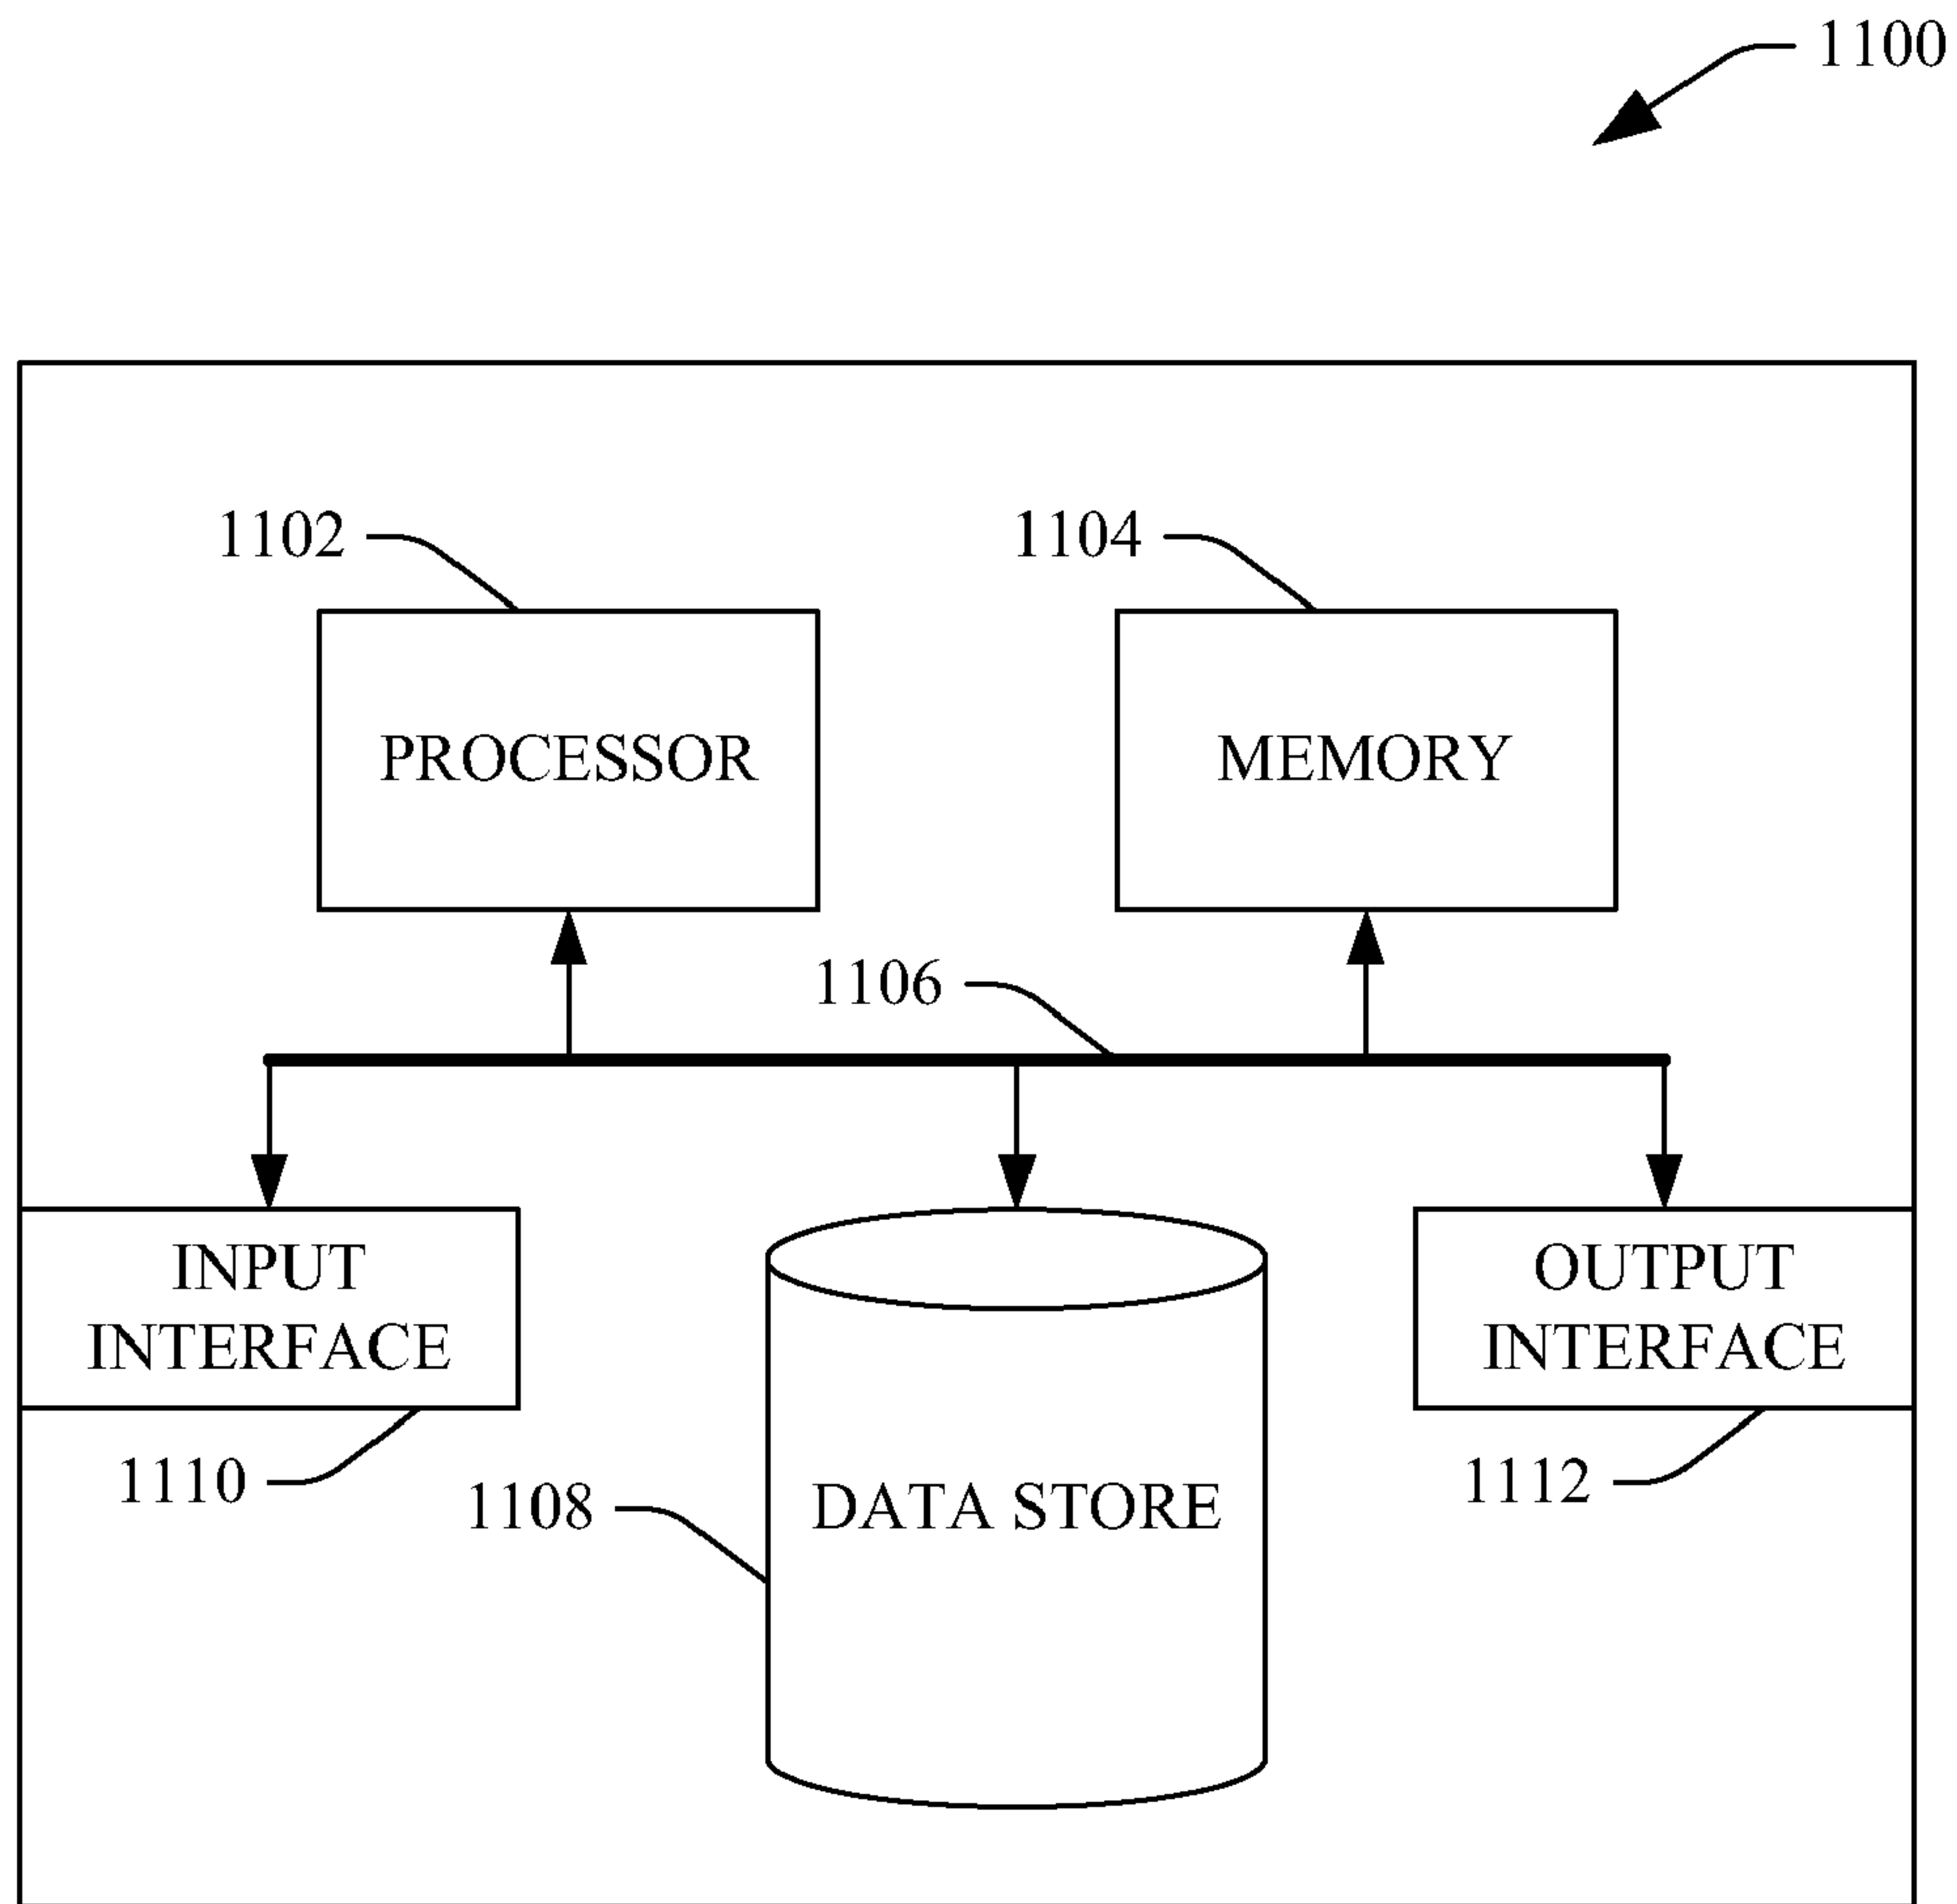 1100
1102
1104
PROCESSOR
MEMORY
1106
INPUT
INTERFACE
OUTPUT
INTERFACE
1110
1108
DATA STORE
1112